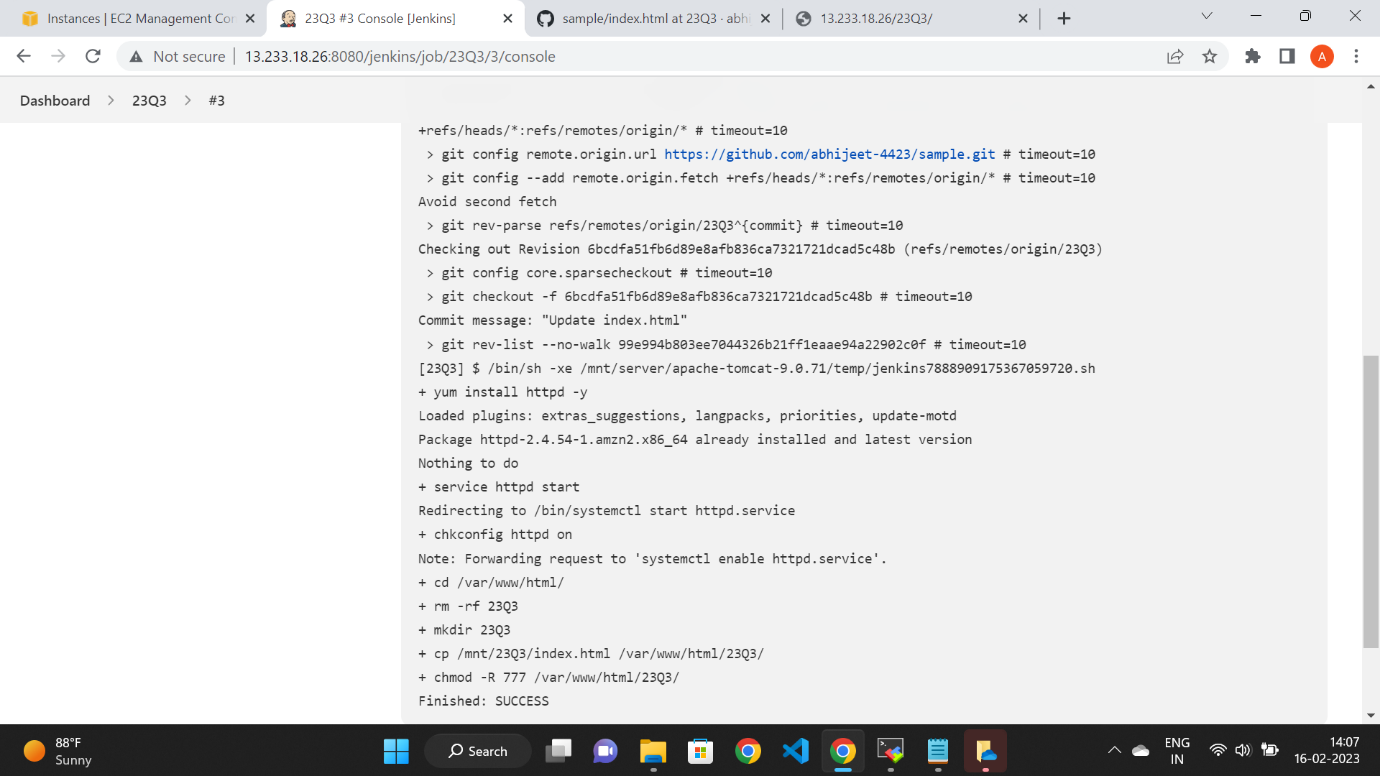 Instances | EC2 Management Con
23Q3 #3 Console [Jenkins]
sample/index.html at 23Q3 · abhi
13.233.18.26/23Q3/
Not secure
13.233.18.26:8080/jenkins/job/23Q3/3/console
A
Dashboard
23Q3
#3
+refs/heads/*:refs/remotes/origin/* # timeout=10
> git config remote.origin.url https://github.com/abhijeet-4423/sample.git # timeout=10
> git config --add remote.origin.fetch +refs/heads/*:refs/remotes/origin/* # timeout=10
Avoid second fetch
> git rev-parse refs/remotes/origin/23Q3^{commit} # timeout=10
Checking out Revision 6bcdfa51fb6d89e8afb836ca7321721dcad5c48b (refs/remotes/origin/23Q3)
> git config core.sparsecheckout # timeout=10
> git checkout -f 6bcdfa51fb6d89e8afb836ca7321721dcad5c48b # timeout=10
Commit message: "Update index.html"
> git rev-list --no-walk 99e994b803ee7044326b21ff1eaae94a22902c0f # timeout=10
[23Q3] $ /bin/sh -xe /mnt/server/apache-tomcat-9.0.71/temp/jenkins7888909175367059720.sh
+ yum install httpd -y
Loaded plugins: extras_suggestions, langpacks, priorities, update-motd
Package httpd-2.4.54-1.amzn2.x86_64 already installed and latest version
Nothing to do
+ service httpd start
Redirecting to /bin/systemctl start httpd.service
+ chkconfig httpd on
Note: Forwarding request to 'systemctl enable httpd.service'.
+ cd /var/www/html/
+ rm -rf 23Q3
+ mkdir 23Q3
+ cp /mnt/23Q3/index.html /var/www/html/23Q3/
+ chmod -R 777 /var/www/html/23Q3/
Finished: SUCCESS
88°F
Sunny
Search
ENG
IN
14:07
16-02-2023